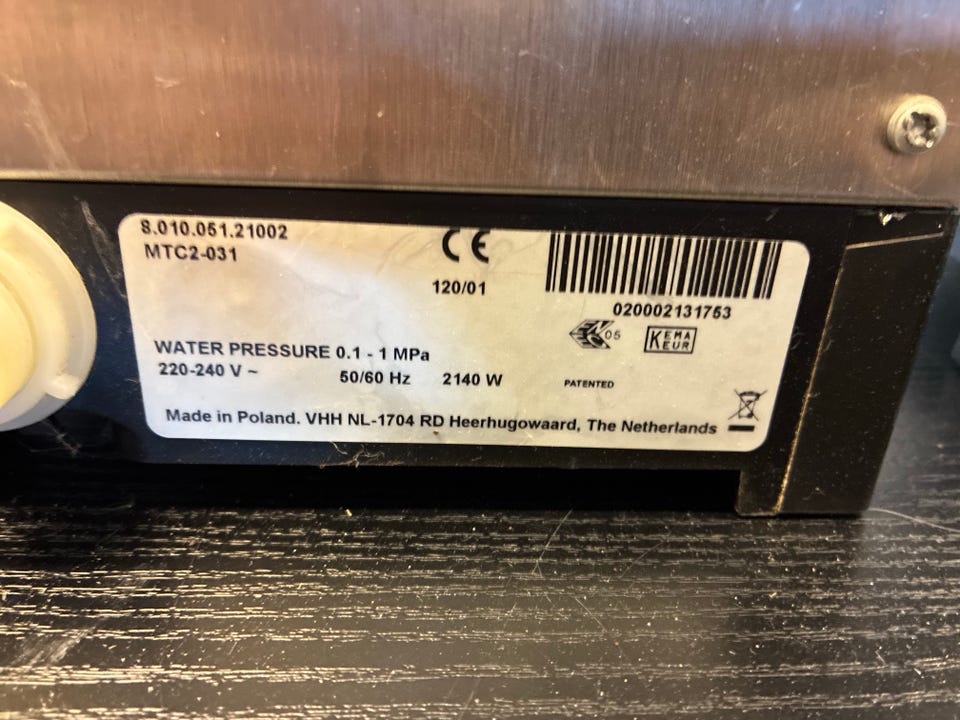 8.010.051.21002
MTC2-031
CE
120/01
020002131753
ENEC 05
KEMA
KEUR
WATER PRESSURE 0.1 - 1 MPa
220-240 V ~ 50/60 Hz 2140 W
PATENTED
Made in Poland. VHH NL-1704 RD Heerhugowaard, The Netherlands